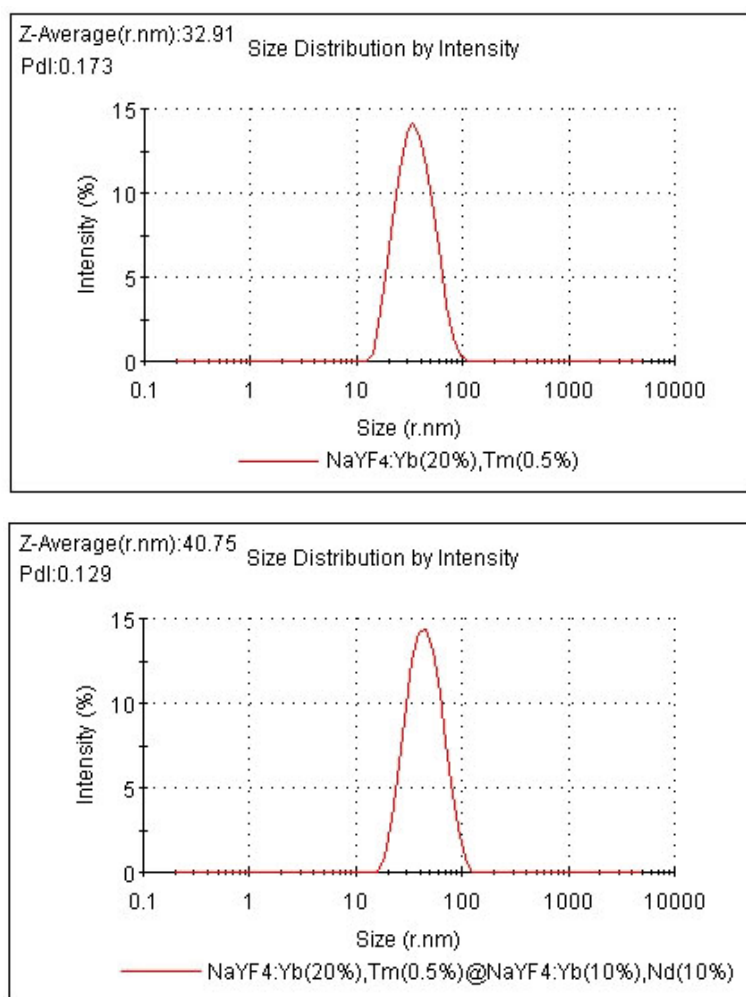 Z-Average(r.nm):32.91
Size Distribution by Intensity
PdI:0.173
15
10
5
0
Intensity (%)
0.1 1 10 100 1000 10000
Size (r.nm)
NaYF4:Yb(20%),Tm(0.5%)
Z-Average(r.nm):40.75
Size Distribution by Intensity
PdI:0.129
15
10
5
0
Intensity (%)
0.1 1 10 100 1000 10000
Size (r.nm)
NaYF4:Yb(20%),Tm(0.5%)@NaYF4:Yb(10%),Nd(10%)